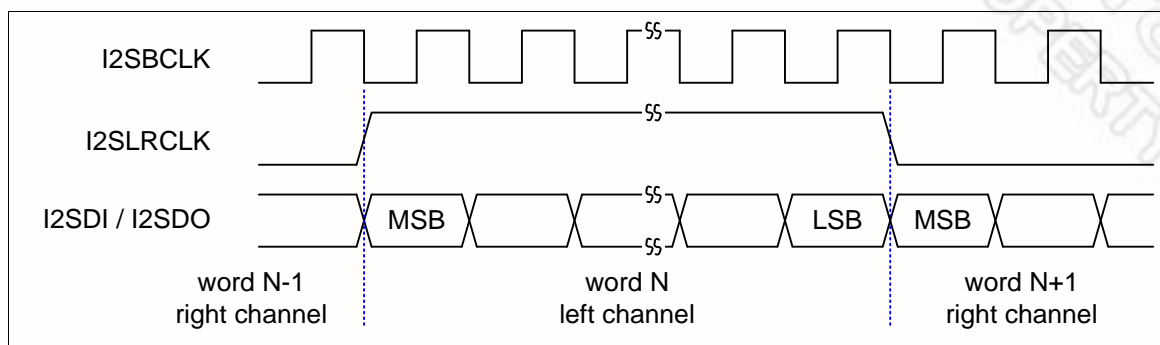 I2SBCLK
I2SLRCLK
I2SDI / I2SDO
MSB
LSB
MSB
word N-1
right channel
word N
left channel
word N+1
right channel